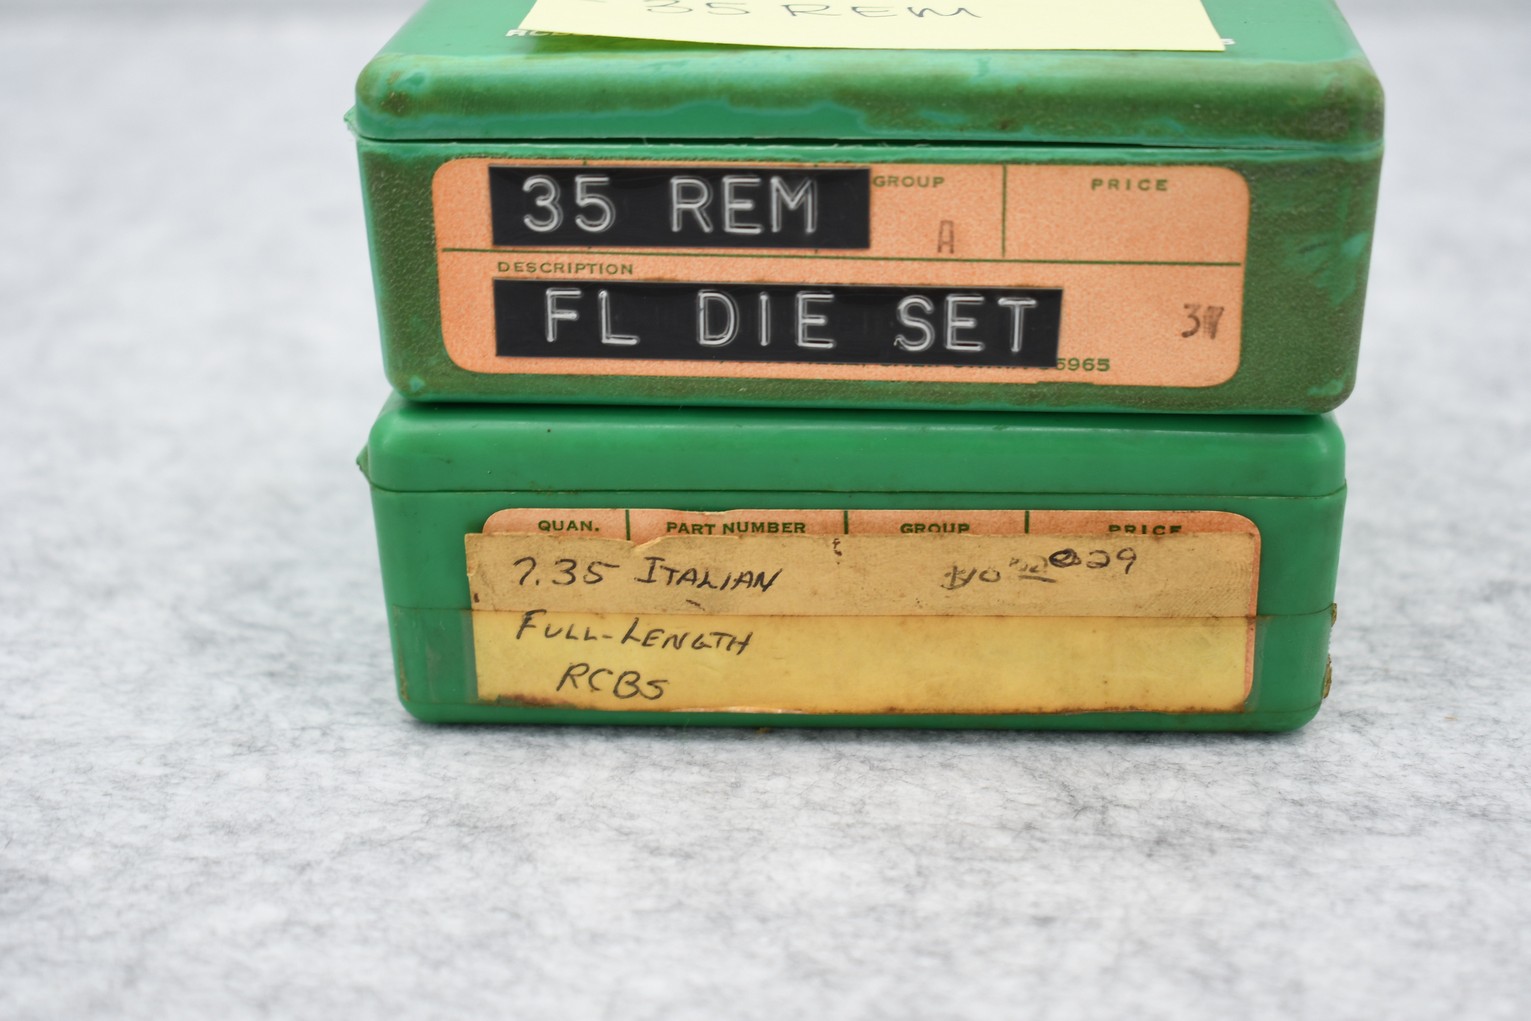 35 REM
35 REM
GROUP
PRICE
A
DESCRIPTION
FL DIE SET
5965
QUAN. PART NUMBER GROUP PRICE
7.35 ITALIAN
029
FULL-LENGTH
RCBS